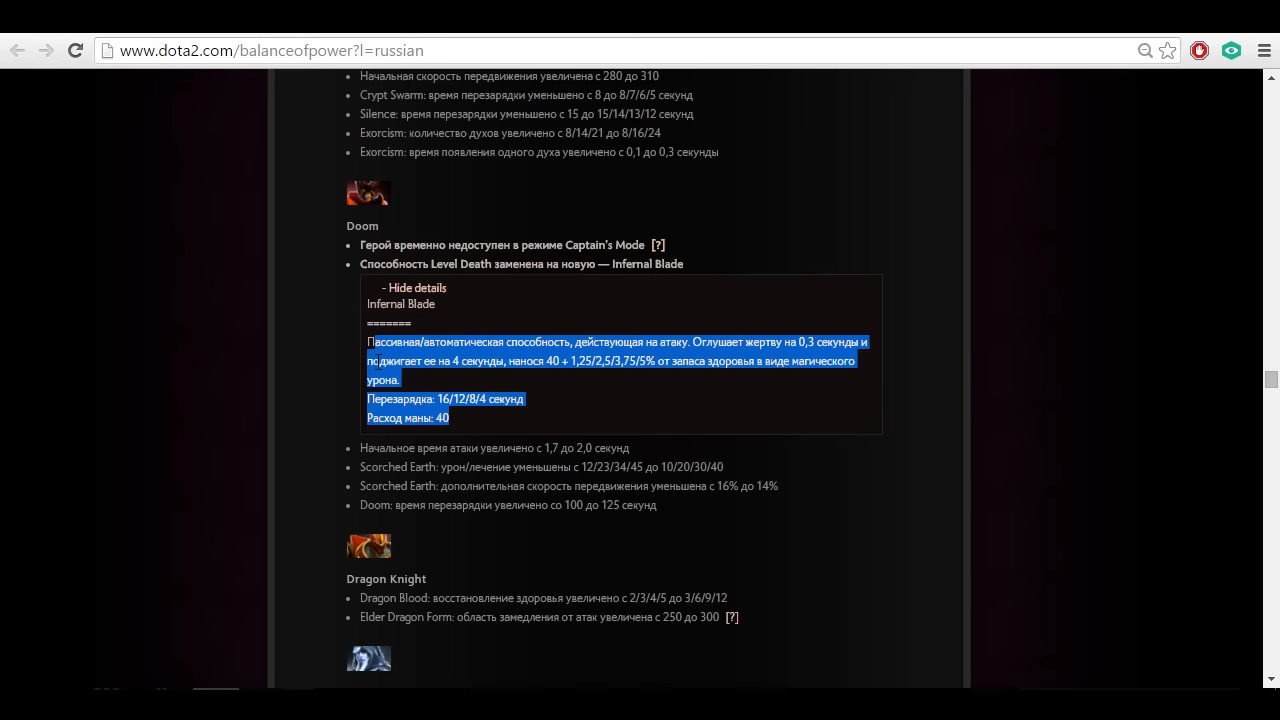 www.dota2.com/balanceofpower?l=russian
Начальная скорость передвижения увеличена с 280 до 310
Crypt Swarm: время перезарядки уменьшено с 8 до 8/7/6/5 секунд
Silence: время перезарядки уменьшено с 15 до 15/14/13/12 секунд
Exorcism: количество духов увеличено с 8/14/21 до 8/16/24
Exorcism: время появления одного духа увеличено с 0,1 до 0,3 секунды
Doom
Герой временно недоступен в режиме Captain's Mode [?]
Способность Level Death заменена на новую — Infernal Blade
- Hide details
Infernal Blade
=======
Пассивная/автоматическая способность, действующая на атаку. Оглушает жертву на 0,3 секунды и
поджигает ее на 4 секунды, нанося 40 + 1,25/2,5/3,75/5% от запаса здоровья в виде магического
урона.
Перезарядка: 16/12/8/4 секунд
Расход маны: 40
Начальное время атаки увеличено с 1,7 до 2,0 секунд
Scorched Earth: урон/лечение уменьшены с 12/23/34/45 до 10/20/30/40
Scorched Earth: дополнительная скорость передвижения уменьшена с 16% до 14%
Doom: время перезарядки увеличено со 100 до 125 секунд
Dragon Knight
Dragon Blood: восстановление здоровья увеличено с 2/3/4/5 до 3/6/9/12
Elder Dragon Form: область замедления от атак увеличена с 250 до 300 [?]